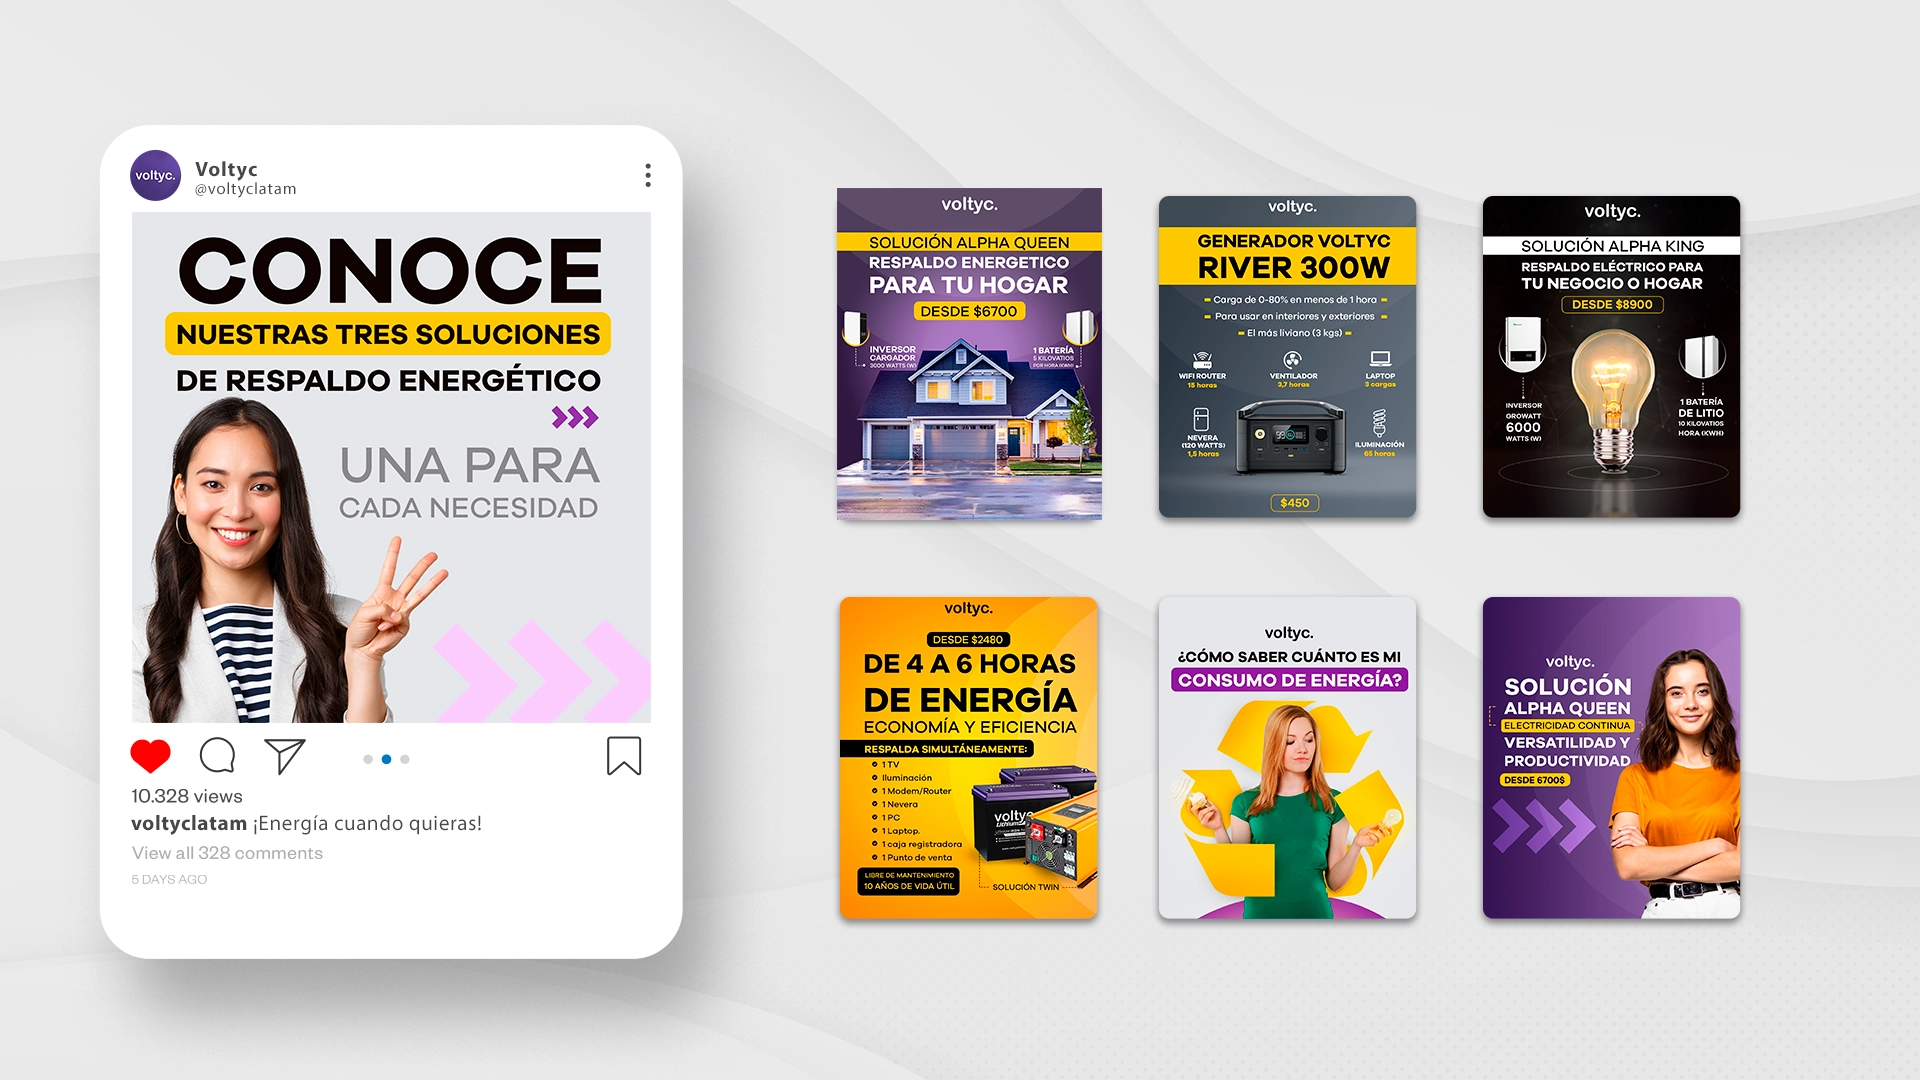 voltyc.
Voltyc
@voltyclatam
CONOCE
NUESTRAS TRES SOLUCIONES
DE RESPALDO ENERGÉTICO
UNA PARA
CADA NECESIDAD
10.328 views
voltyclatam ¡Energía cuando quieras!
View all 328 comments
5 DAYS AGO
voltyc.
SOLUCIÓN ALPHA QUEEN
RESPALDO ENERGETICO
PARA TU HOGAR
DESDE $6700
INVERSOR
CARGADOR
3000 WATTS (W)
1 BATERÍA
5 KILOVATIOS
POR HORA (KWH)
voltyc.
GENERADOR VOLTYC
RIVER 300W
Carga de 0-80% en menos de 1 hora
Para usar en interiores y exteriores
El más liviano (3 kgs)
WIFI ROUTER
15 horas
VENTILADOR
3,7 horas
LAPTOP
3 cargas
NEVERA
(120 WATTS)
1,5 horas
ILUMINACIÓN
65 horas
99
$450
voltyc.
SOLUCIÓN ALPHA KING
RESPALDO ELÉCTRICO PARA
TU NEGOCIO O HOGAR
DESDE $8900
INVERSOR
GROWATT
6000
WATTS (W)
1 BATERÍA
DE LITIO
10 KILOVATIOS
HORA (KWH)
voltyc.
DESDE $2480
DE 4 A 6 HORAS
DE ENERGÍA
ECONOMÍA Y EFICIENCIA
RESPALDA SIMULTÁNEAMENTE:
1 TV
Iluminación
1 Modem/Router
1 Nevera
1 PC
1 Laptop.
1 caja registradora
1 Punto de venta
LIBRE DE MANTENIMIENTO
10 AÑOS DE VIDA ÚTIL
SOLUCIÓN TWIN
voltyc
Lithium
voltyc.
¿CÓMO SABER CUÁNTO ES MI
CONSUMO DE ENERGÍA?
voltyc.
SOLUCIÓN
ALPHA QUEEN
ELECTRICIDAD CONTINUA
VERSATILIDAD Y
PRODUCTIVIDAD
DESDE 6700$